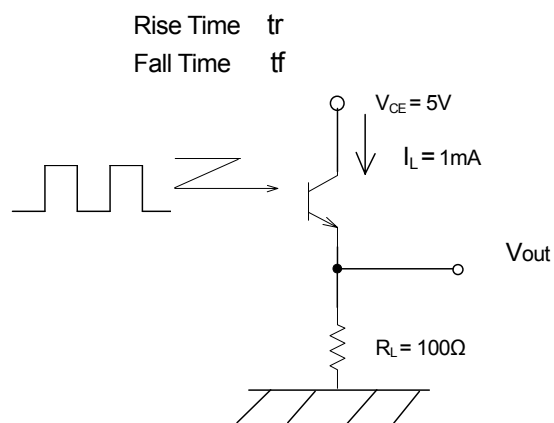 Rise Time tr
Fall Time tf
VCE = 5V
IL = 1mA
Vout
RL = 100Ω